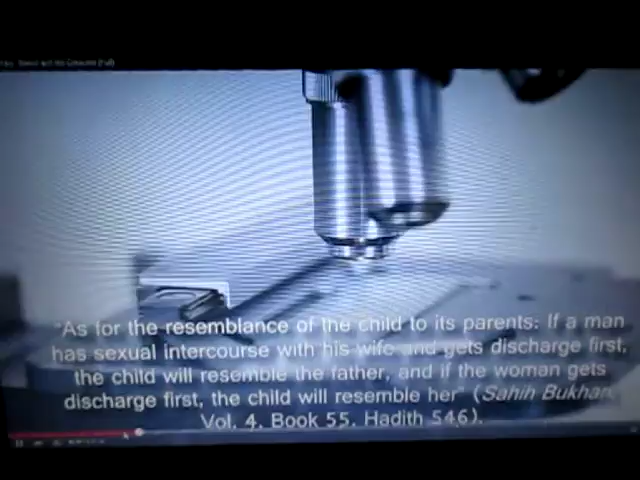 "As for the resemblance of the child to its parents: If a man
has sexual intercourse with his wife and gets discharge first,
the child will resemble the father, and if the woman gets
discharge first, the child will resemble her" (Sahih Bukhari,
Vol. 4, Book 55, Hadith 546).